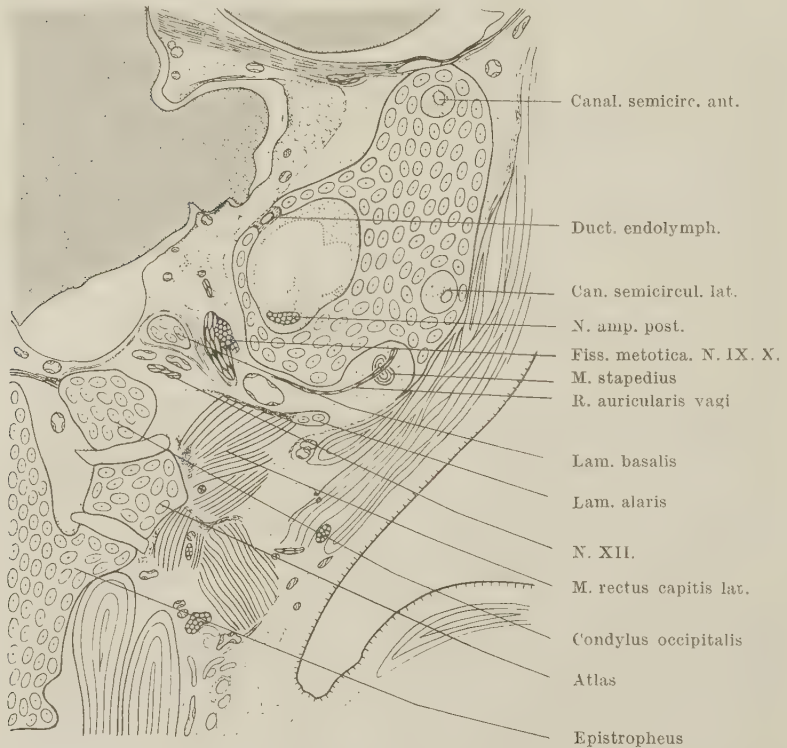 Canal. semicirc. ant.
Duct. endolymph.
Can. semicircul. lat.
N. amp. post.
Fiss. metotica. N. IX. X.
M. stapedius
R. auricularis vagi
Lam. basalis
Lam. alaris
N. XII.
M. rectus capitis lat.
Condylus occipitalis
Atlas
Epistropheus